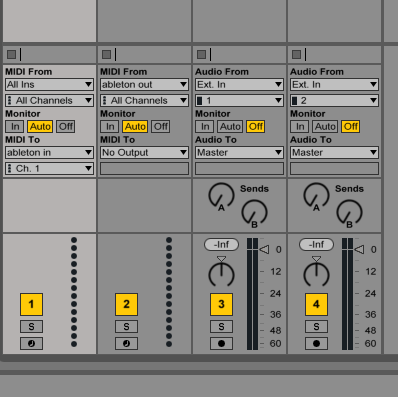 MIDI From MIDI From Audio From Audio From
All Ins ableton out Ext. In Ext. In
All Channels All Channels 1 2
Monitor Monitor Monitor Monitor
In Auto Off In Auto Off In Auto Off In Auto Off
MIDI To MIDI To Audio To Audio To
ableton in No Output Master Master
Ch. 1
Sends Sends
A B A B
-Inf -Inf
0 0
12 12
24 24
1 2 3 4
36 36
S S S S
48 48
60 60